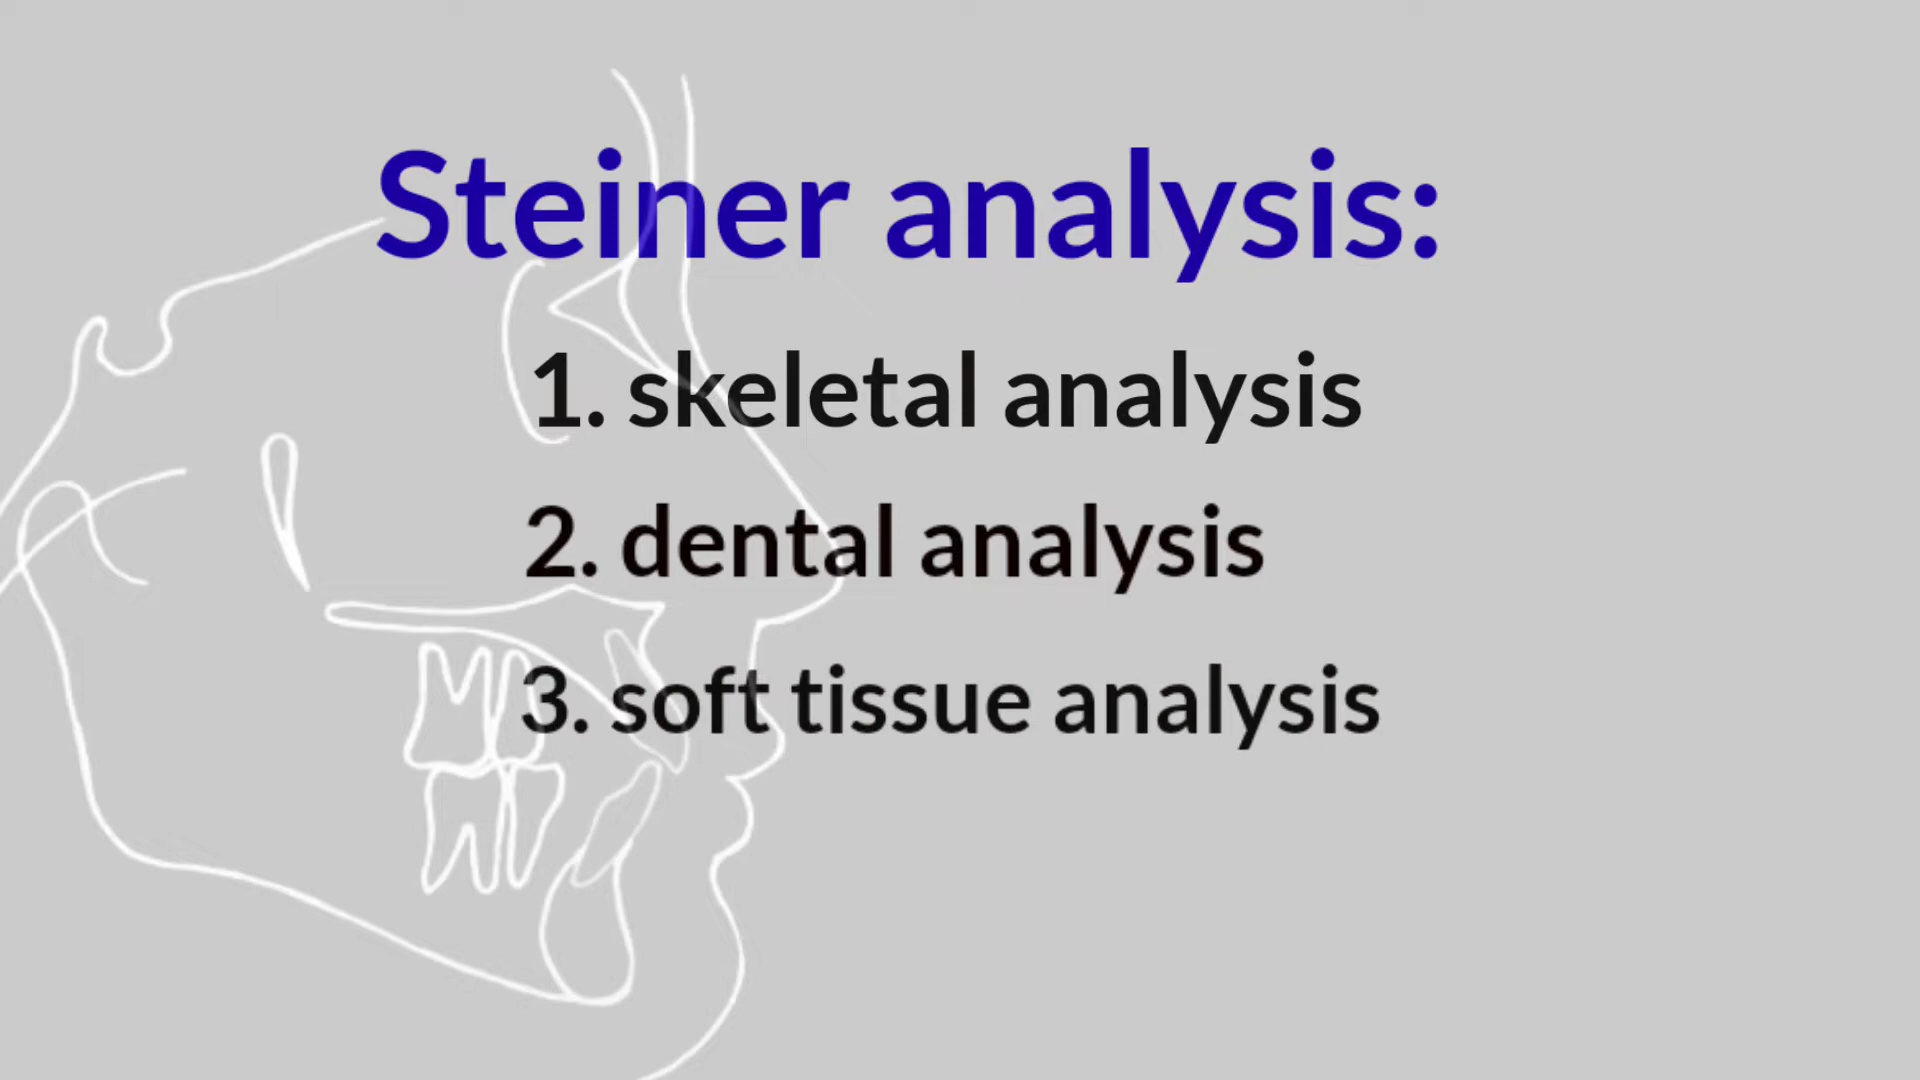 Steiner analysis:
1. skeletal analysis
2. dental analysis
3. soft tissue analysis